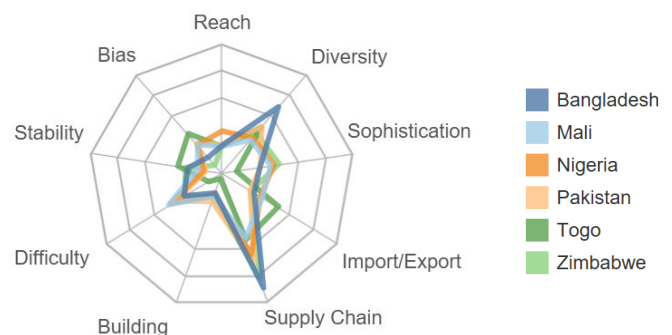 Reach
Bias
Diversity
Stability
Sophistication
Difficulty
Import/Export
Building
Supply Chain
Bangladesh
Mali
Nigeria
Pakistan
Togo
Zimbabwe